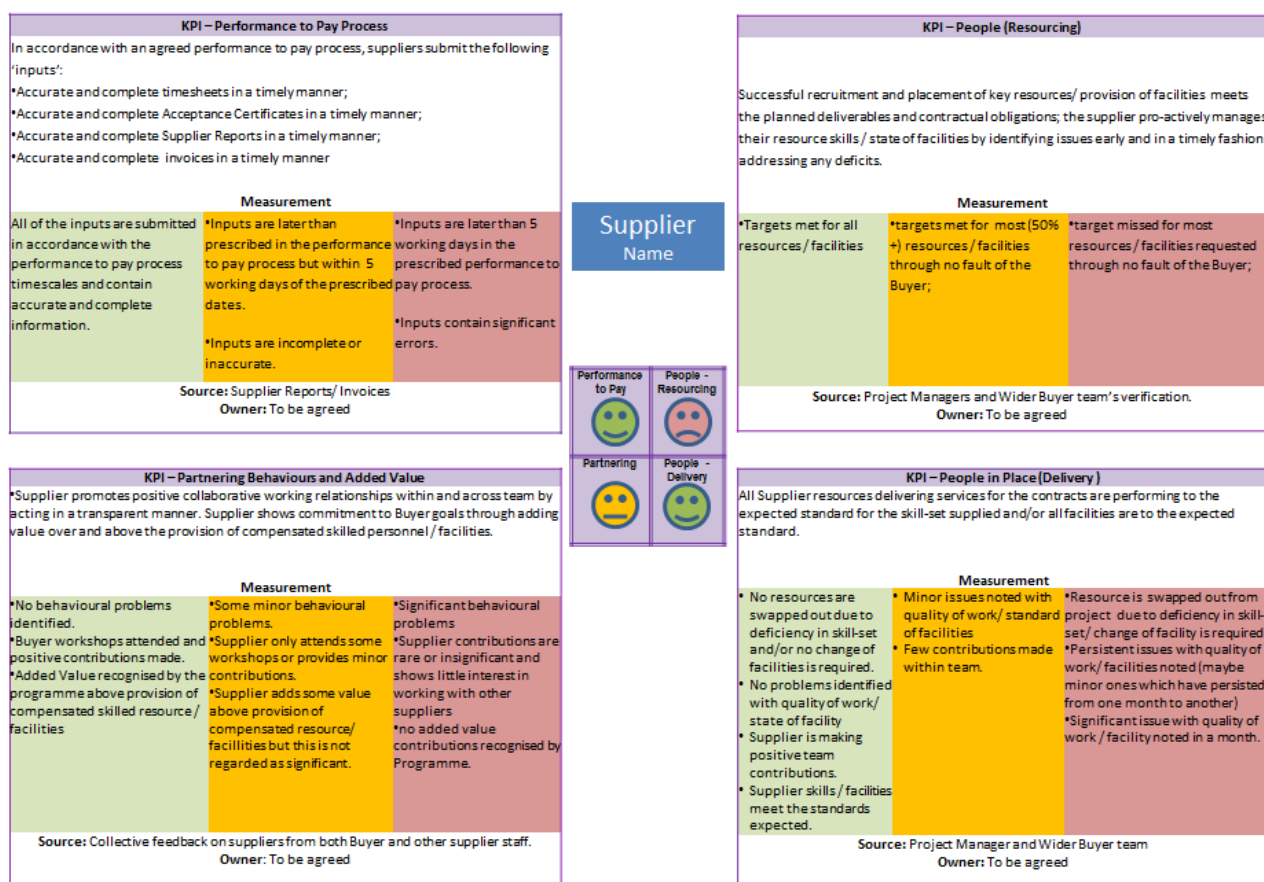 KPI – Performance to Pay Process
In accordance with an agreed performance to pay process, suppliers submit the following
'inputs':
•Accurate and complete timesheets in a timely manner;
•Accurate and complete Acceptance Certificates in a timely manner;
•Accurate and complete Supplier Reports in a timely manner;
•Accurate and complete invoices in a timely manner
Measurement
All of the inputs are submitted
in accordance with the
performance to pay process
timescales and contain
accurate and complete
information.
•Inputs are later than
prescribed in the performance
to pay process but within 5
working days of the prescribed
dates.
•Inputs are incomplete or
inaccurate.
•Inputs are later than 5
working days in the
prescribed performance to
pay process.
•Inputs contain significant
errors.
Source: Supplier Reports/ Invoices
Owner: To be agreed
KPI – People (Resourcing)
Successful recruitment and placement of key resources/ provision of facilities meets
the planned deliverables and contractual obligations; the supplier pro-actively manages
their resource skills / state of facilities by identifying issues early and in a timely fashion
addressing any deficits.
Measurement
•Targets met for all
resources / facilities
•targets met for most (50%
+) resources / facilities
through no fault of the
Buyer;
•target missed for most
resources / facilities requested
through no fault of the Buyer;
Source: Project Managers and Wider Buyer team's verification.
Owner: To be agreed
Supplier
Name
Performance
to Pay
People -
Resourcing
Partnering
People -
Delivery
KPI – Partnering Behaviours and Added Value
•Supplier promotes positive collaborative working relationships within and across team by
acting in a transparent manner. Supplier shows commitment to Buyer goals through adding
value over and above the provision of compensated skilled personnel / facilities.
Measurement
•No behavioural problems
identified.
•Buyer workshops attended and
positive contributions made.
•Added Value recognised by the
programme above provision of
compensated skilled resource /
facilities
•Some minor behavioural
problems.
•Supplier only attends some
workshops or provides minor
contributions.
•Supplier adds some value
above provision of
compensated resource/
facillities but this is not
regarded as significant.
•Significant behavioural
problems
•Supplier contributions are
rare or insignificant and
shows little interest in
working with other
suppliers
•no added value
contributions recognised by
Programme.
Source: Collective feedback on suppliers from both Buyer and other supplier staff.
Owner: To be agreed
KPI – People in Place (Delivery )
All Supplier resources delivering services for the contracts are performing to the
expected standard for the skill-set supplied and/or all facilities are to the expected
standard.
Measurement
• No resources are
swapped out due to
deficiency in skill-set
and/or no change of
facilities is required.
• No problems identified
with quality of work/
state of facility
• Supplier is making
positive team
contributions.
• Supplier skills / facilities
meet the standards
expected.
• Minor issues noted with
quality of work/ standard
of facilities
• Few contributions made
within team.
•Resource is swapped out from
project due to deficiency in skill-
set/ change of facility is required
•Persistent issues with quality of
work/ facilities noted (maybe
minor ones which have persisted
from one month to another)
•Significant issue with quality of
work / facility noted in a month.
Source: Project Manager and Wider Buyer team
Owner: To be agreed